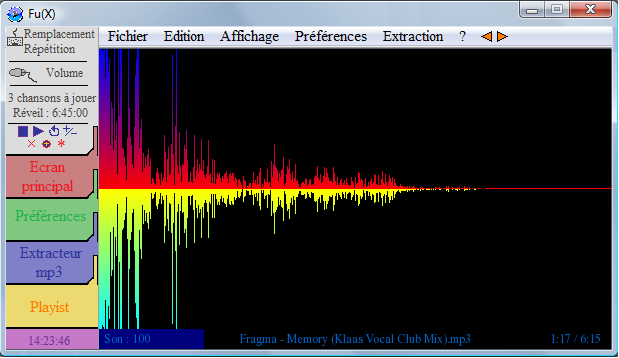 Fu(X)
Remplacement
Répétition
Volume
3 chansons à jouer
Réveil : 6:45:00
Ecran
principal
Préférences
Extracteur
mp3
Playist
14:23:46
Fichier Edition Affichage Préférences Extraction ?
Son : 100 Fragma - Memory (Klaas Vocal Club Mix).mp3 1:17 / 6:15